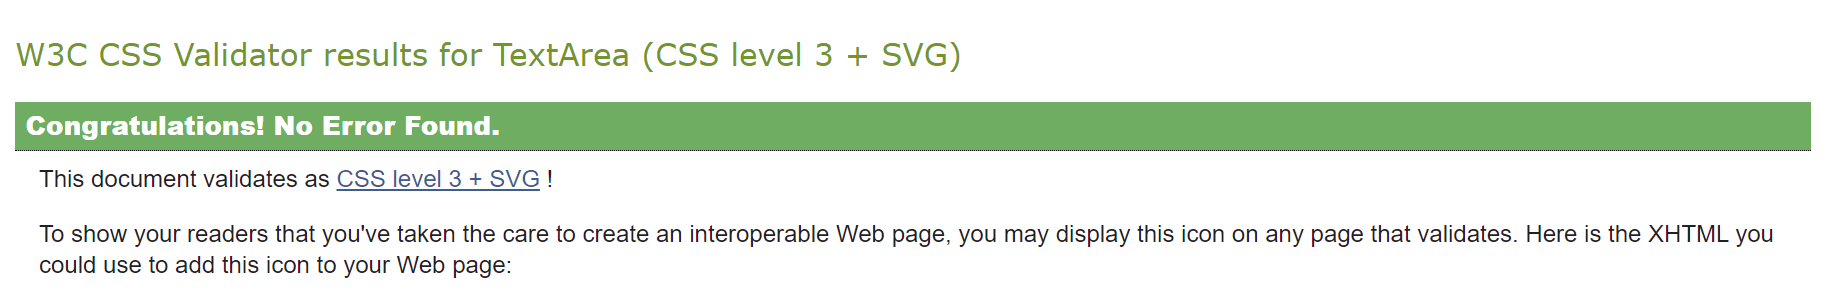 W3C CSS Validator results for TextArea (CSS level 3 + SVG)
Congratulations! No Error Found.
This document validates as CSS level 3 + SVG !
To show your readers that you've taken the care to create an interoperable Web page, you may display this icon on any page that validates. Here is the XHTML you
could use to add this icon to your Web page: